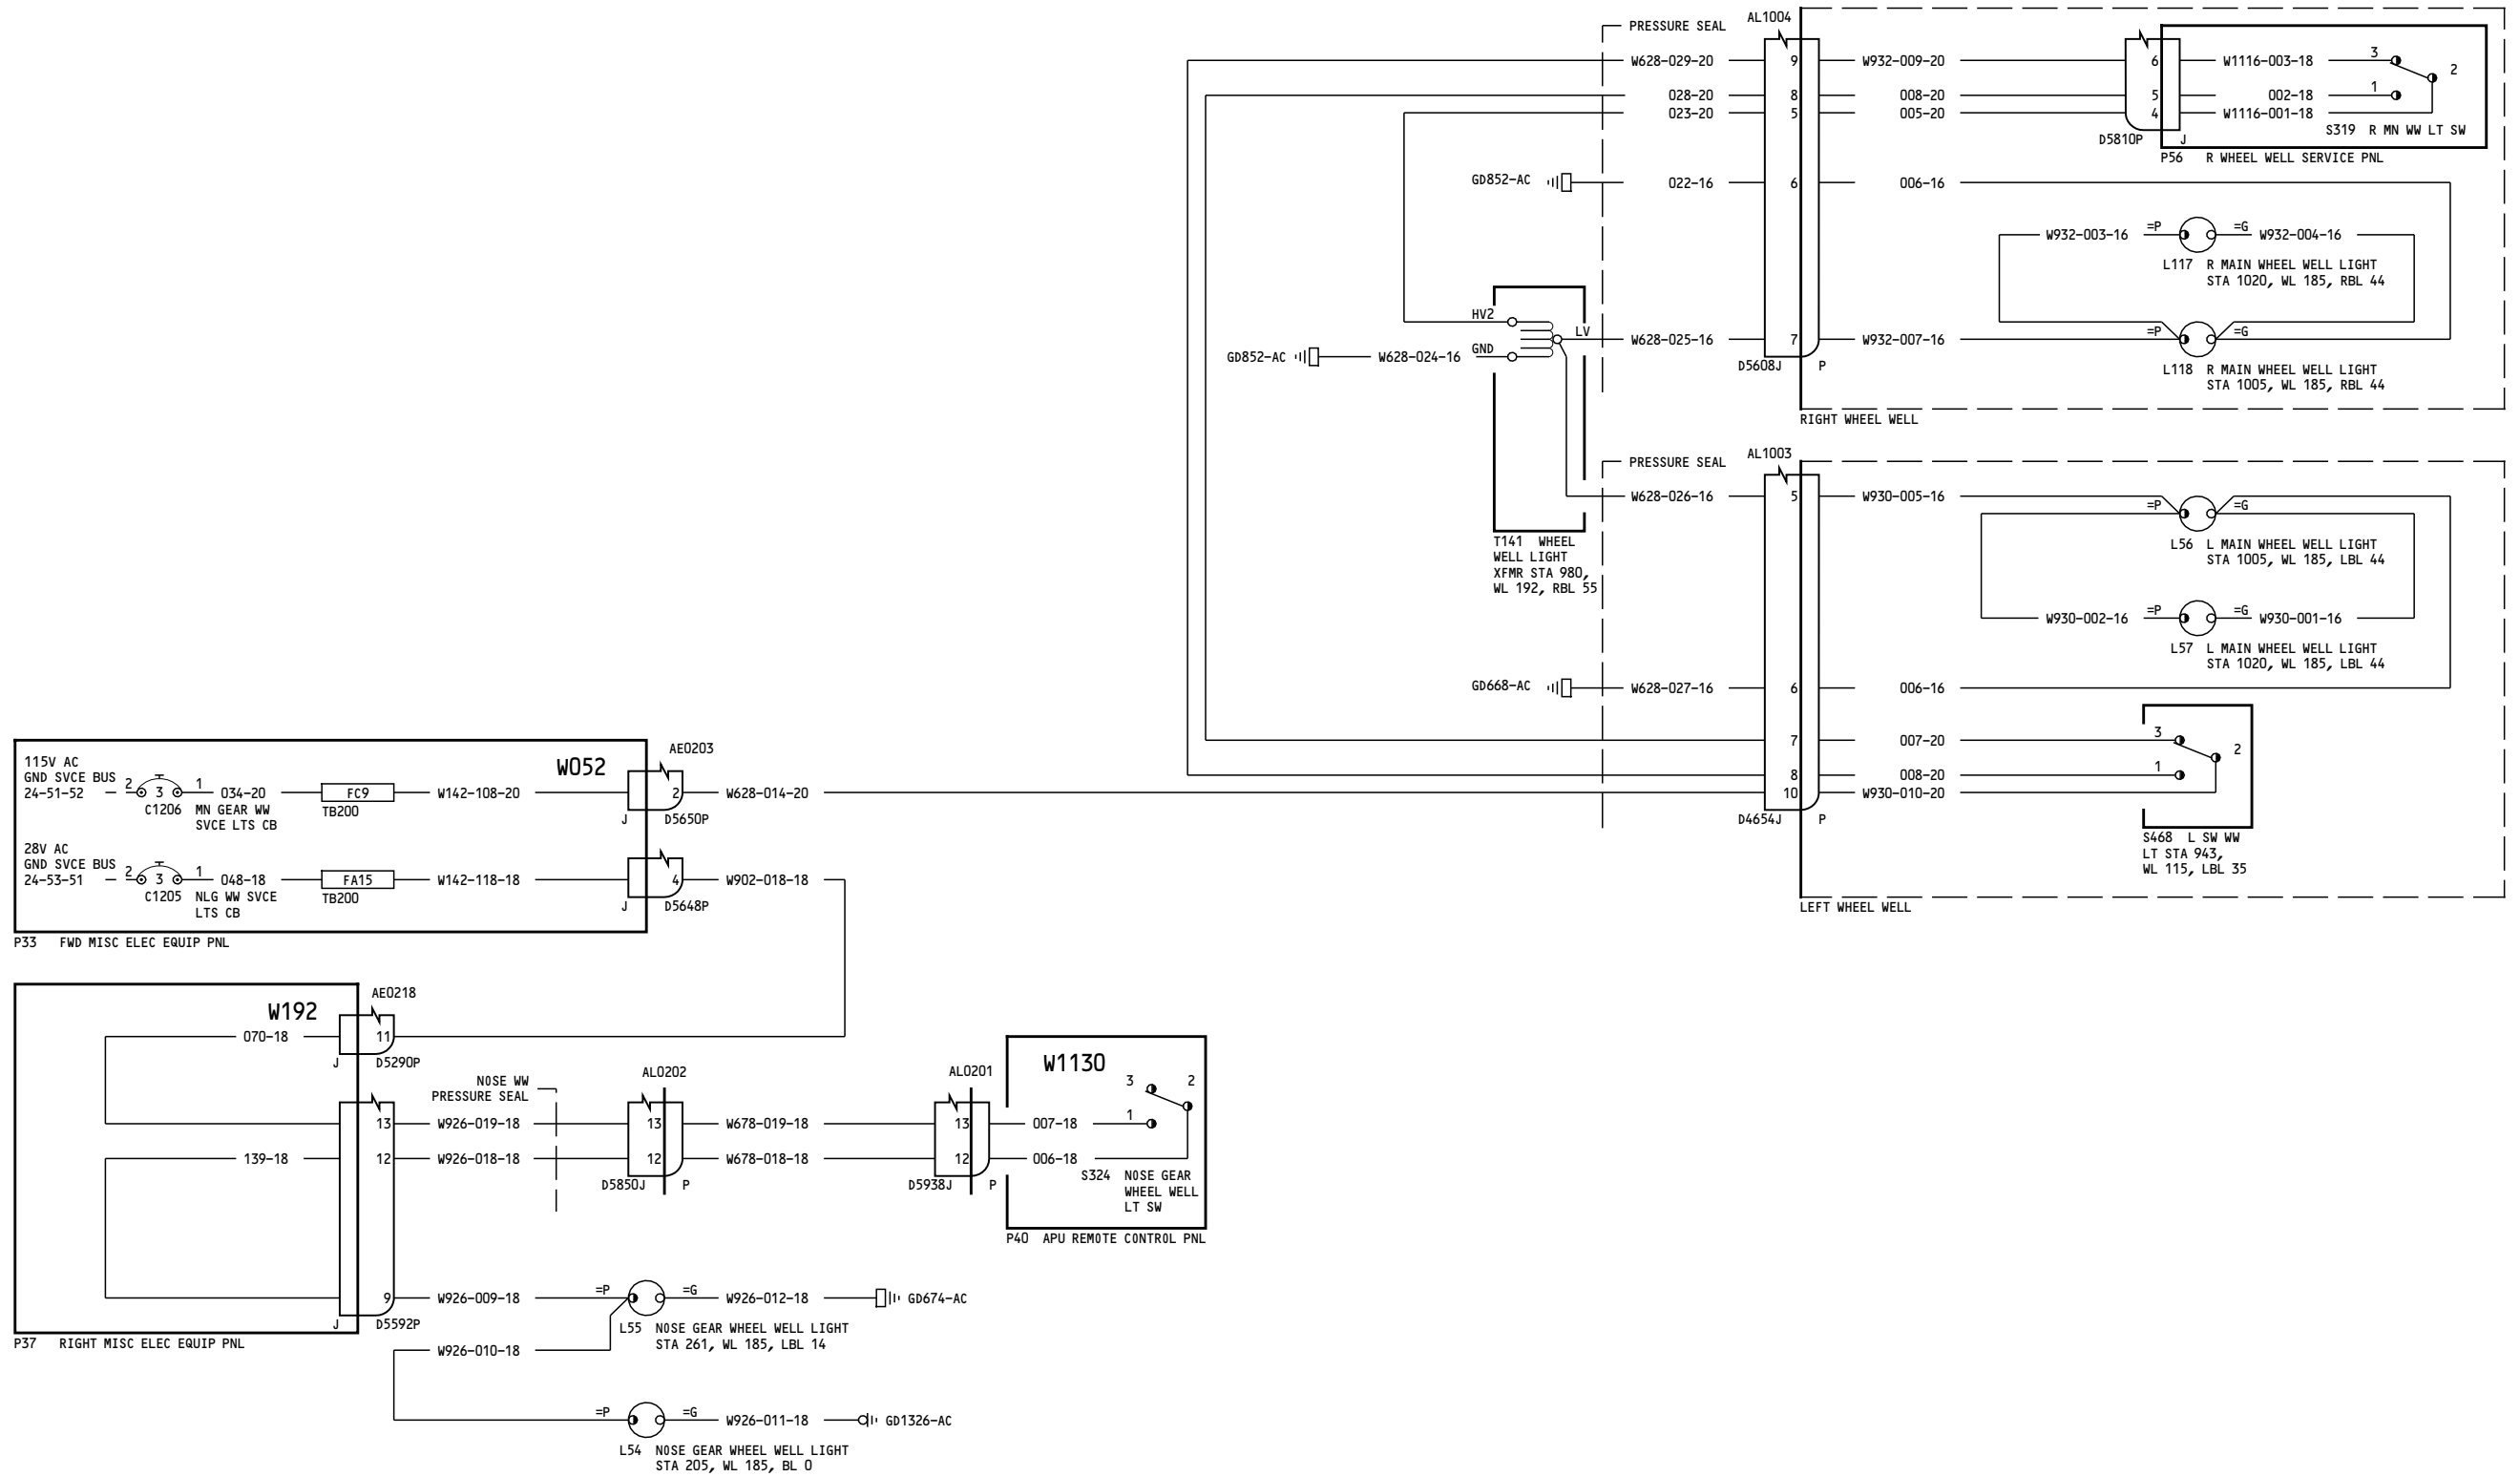 PRESSURE SEAL
AL1004
W628-029-20
9
W932-009-20
6
W1116-003-18
3
2
028-20
8
008-20
5
002-18
1
023-20
5
005-20
4
W1116-001-18
S319 R MN WW LT SW
D5810P
J
P56 R WHEEL WELL SERVICE PNL
GD852-AC
022-16
6
006-16
W932-003-16
=P
=G
W932-004-16
L117 R MAIN WHEEL WELL LIGHT
STA 1020, WL 185, RBL 44
HV2
LV
W628-025-16
7
W932-007-16
=P
=G
GD852-AC
W628-024-16
GND
D5608J
P
L118 R MAIN WHEEL WELL LIGHT
STA 1005, WL 185, RBL 44
RIGHT WHEEL WELL
PRESSURE SEAL
AL1003
W628-026-16
5
W930-005-16
=P
=G
T141 WHEEL
WELL LIGHT
XFMR STA 980,
WL 192, RBL 55
L56 L MAIN WHEEL WELL LIGHT
STA 1005, WL 185, LBL 44
W930-002-16
=P
=G
W930-001-16
L57 L MAIN WHEEL WELL LIGHT
STA 1020, WL 185, LBL 44
GD668-AC
W628-027-16
6
006-16
7
007-20
3
2
8
008-20
1
10
W930-010-20
D4654J
P
S468 L SW WW
LT STA 943,
WL 115, LBL 35
LEFT WHEEL WELL
115V AC
GND SVCE BUS
24-51-52
2
3
1
C1206
034-20
MN GEAR WW
SVCE LTS CB
FC9
TB200
W142-108-20
W052
AE0203
2
J
D5650P
W628-014-20
28V AC
GND SVCE BUS
24-53-51
2
3
1
C1205
048-18
NLG WW SVCE
LTS CB
FA15
TB200
W142-118-18
4
J
D5648P
W902-018-18
P33 FWD MISC ELEC EQUIP PNL
W192
AE0218
070-18
11
J
D5290P
NOSE WW
PRESSURE SEAL
AL0202
AL0201
W1130
3
2
13
W926-019-18
13
W678-019-18
13
007-18
1
139-18
12
W926-018-18
12
W678-018-18
12
006-18
D5850J
P
D5938J
P
S324 NOSE GEAR
WHEEL WELL
LT SW
P40 APU REMOTE CONTROL PNL
9
W926-009-18
=P
=G
W926-012-18
GD674-AC
J
D5592P
L55 NOSE GEAR WHEEL WELL LIGHT
STA 261, WL 185, LBL 14
P37 RIGHT MISC ELEC EQUIP PNL
W926-010-18
=P
=G
W926-011-18
GD1326-AC
L54 NOSE GEAR WHEEL WELL LIGHT
STA 205, WL 185, BL 0